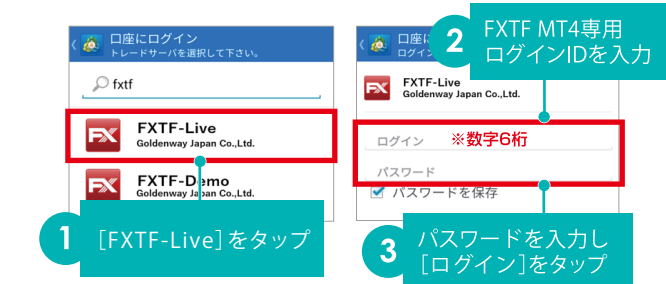 口座にログイン
トレードサーバを選択して下さい。
fxtf
FX
FXTF-Live
Goldenway Japan Co.,Ltd.
FX
FXTF-Demo
Goldenway Japan Co.,Ltd.
1
[FXTF-Live]をタップ
口座に
ログイン
2
FXTF MT4専用
ログインIDを入力
FX
FXTF-Live
Goldenway Japan Co.,Ltd.
ログイン ※数字6桁
パスワード
パスワードを保存
3
パスワードを入力し
[ログイン]をタップ